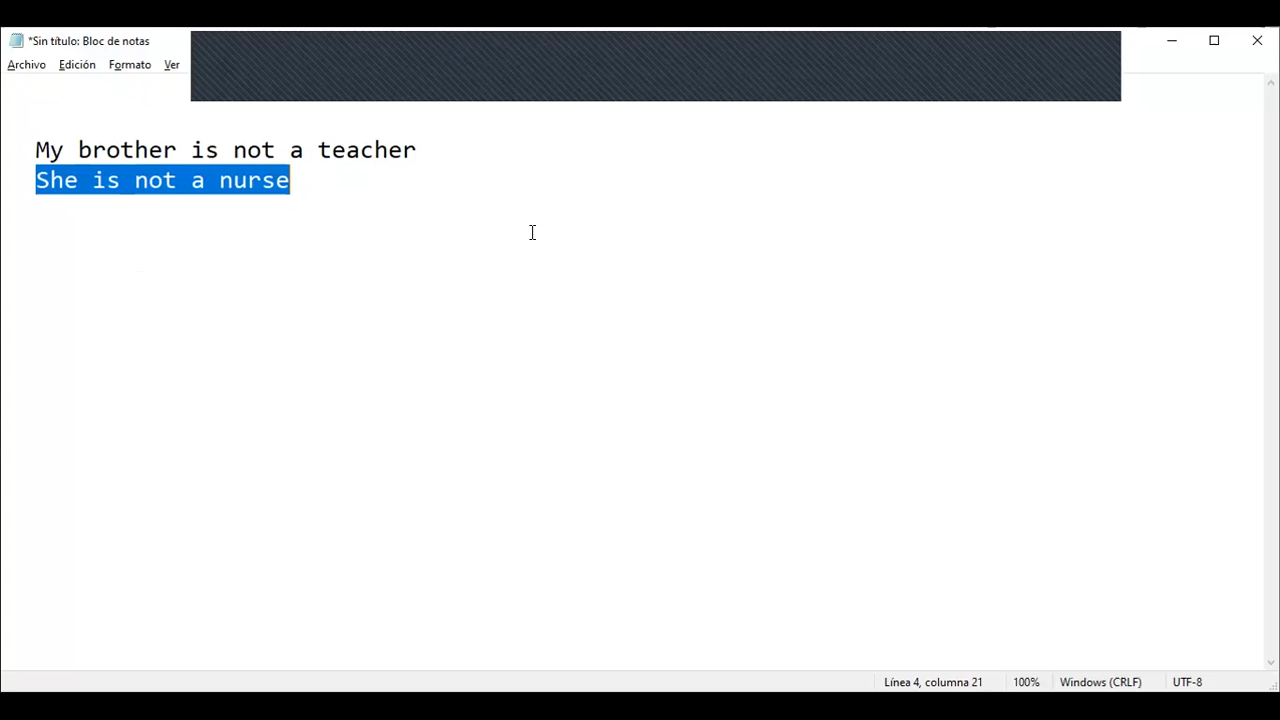 *Sin título: Bloc de notas
Archivo Edición Formato Ver
My brother is not a teacher
She is not a nurse
Línea 4, columna 21 100% Windows (CRLF) UTF-8